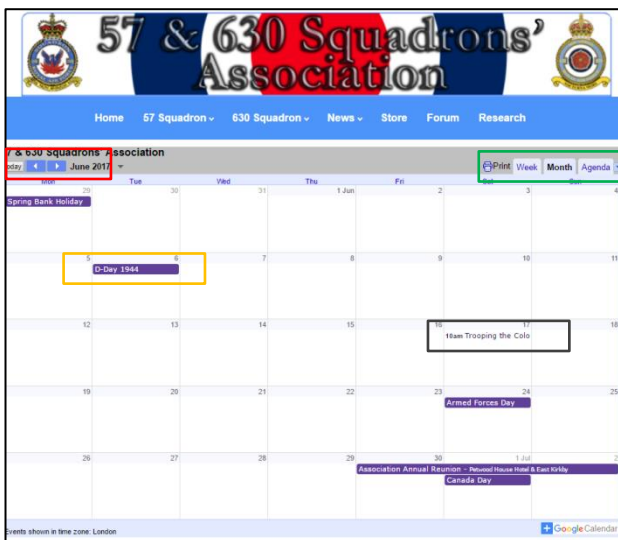 57 & 630 Squadrons'
Association
Home 57 Squadron 630 Squadron News Store Forum Research
7 & 630 Squadrons' Association
oday June 2017 Print Week Month Agenda
Mon Tue Wed Thu Fri Sun
29 30 31 1 Jun 2 3 4
Spring Bank Holiday
5 6 7 8 9 10 11
D-Day 1944
12 13 14 15 16 17 18
10am Trooping the Colo
19 20 21 22 23 24 25
Armed Forces Day
26 27 28 29 30 1 Jul 2
Association Annual Reunion - Petwood House Hotel & East Kirkby
Canada Day
Events shown in time zone: London Google Calendar